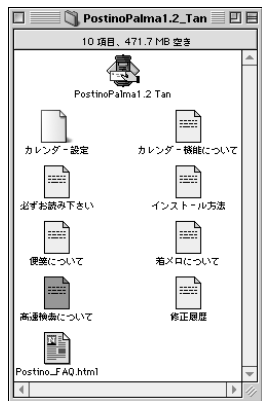 PostinoPalma1.2_Tan
10 項目、471.7 MB 空き
PostinoPalma1.2 Tan
カレンダー設定
カレンダー機能について
必ずお読み下さい
インストール方法
便箋について
着メロについて
高速検索について
修正履歴
Postino_FAQ.html